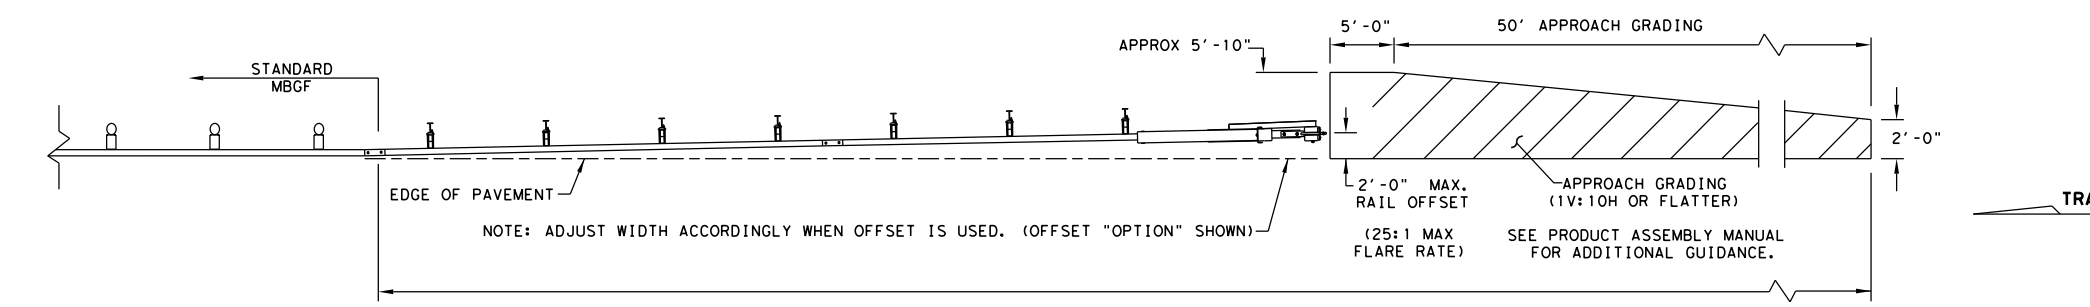 5'-0"
50' APPROACH GRADING
APPROX 5'-10"
STANDARD
MBGF
2'-0"
EDGE OF PAVEMENT
2'-0" MAX.
RAIL OFFSET
APPROACH GRADING
(1V:10H OR FLATTER)
NOTE: ADJUST WIDTH ACCORDINGLY WHEN OFFSET IS USED. (OFFSET "OPTION" SHOWN)
(25:1 MAX
FLARE RATE)
SEE PRODUCT ASSEMBLY MANUAL
FOR ADDITIONAL GUIDANCE.